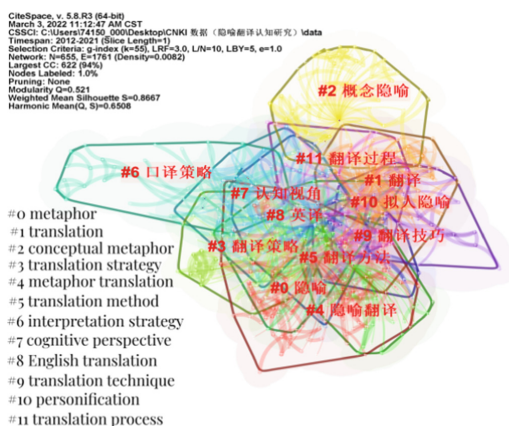 CiteSpace, v. 5.8.R3 (64-bit)
March 3, 2022 11:12:47 AM CST
CSSCI: C:\Users\74150_000\Desktop\CNKI 数据（隐喻翻译认知研究）\data
Timespan: 2012-2021 (Slice Length=1)
Selection Criteria: g-index (k=55), LRF=3.0, L/N=10, LBY=5, e=1.0
Network: N=655, E=1761 (Density=0.0082)
Largest CC: 622 (94%)
Nodes Labeled: 1.0%
Pruning: None
Modularity Q=0.521
Weighted Mean Silhouette S=0.8667
Harmonic Mean(Q, S)=0.6508
#2 概念隐喻
#11 翻译过程
#6 口译策略
#1 翻译
#7 认知视角
#10 拟人隐喻
#8 英译
#9 翻译技巧
#3 翻译策略
#5 翻译方法
#0 隐喻
#4 隐喻翻译
#0 metaphor
#1 translation
#2 conceptual metaphor
#3 translation strategy
#4 metaphor translation
#5 translation method
#6 interpretation strategy
#7 cognitive perspective
#8 English translation
#9 translation technique
#10 personification
#11 translation process